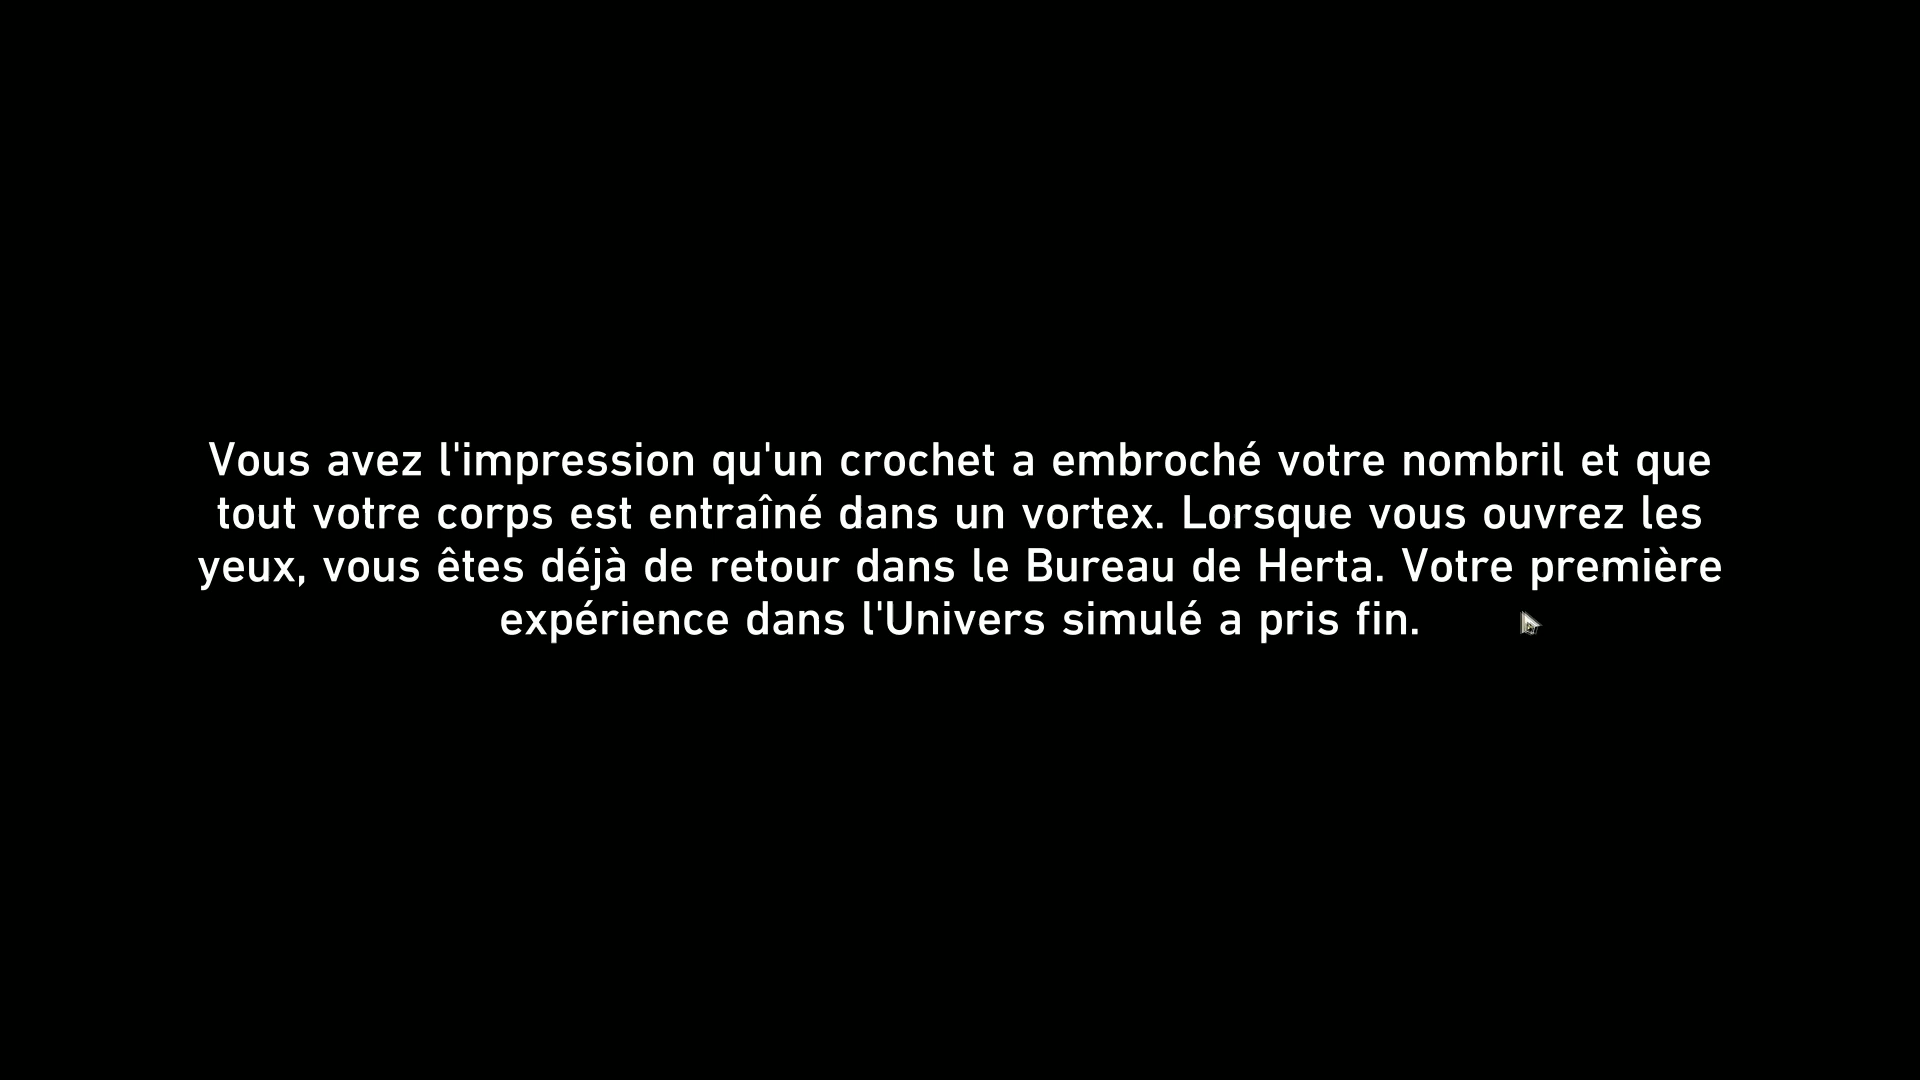 Vous avez l'impression qu'un crochet a embroché votre nombril et que
tout votre corps est entraîné dans un vortex. Lorsque vous ouvrez les
yeux, vous êtes déjà de retour dans le Bureau de Herta. Votre première
expérience dans l'Univers simulé a pris fin.